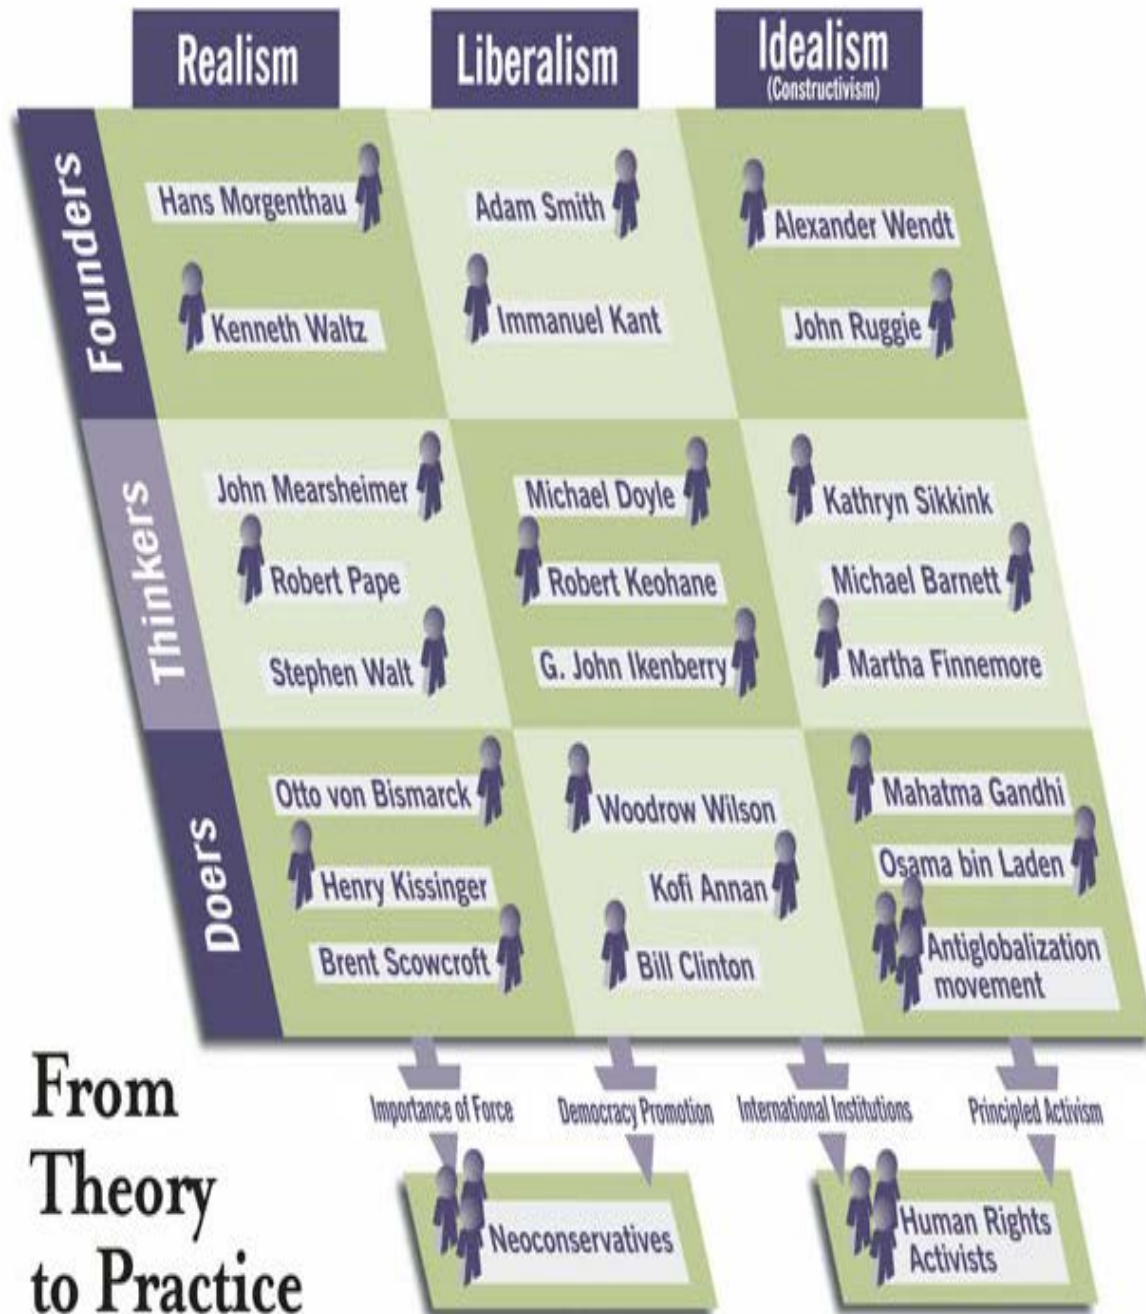 Realism
Liberalism
Idealism
(Constructivism)
Founders
Hans Morgenthau
Kenneth Waltz
Adam Smith
Immanuel Kant
Alexander Wendt
John Ruggie
Thinkers
John Mearsheimer
Robert Pape
Stephen Walt
Michael Doyle
Robert Keohane
G. John Ikenberry
Kathryn Sikkink
Michael Barnett
Martha Finnemore
Doers
Otto von Bismarck
Henry Kissinger
Brent Scowcroft
Woodrow Wilson
Kofi Annan
Bill Clinton
Mahatma Gandhi
Osama bin Laden
Antiglobalization
movement
Importance of Force
Democracy Promotion
International Institutions
Principled Activism
Neoconservatives
Human Rights
Activists
From
Theory
to Practice